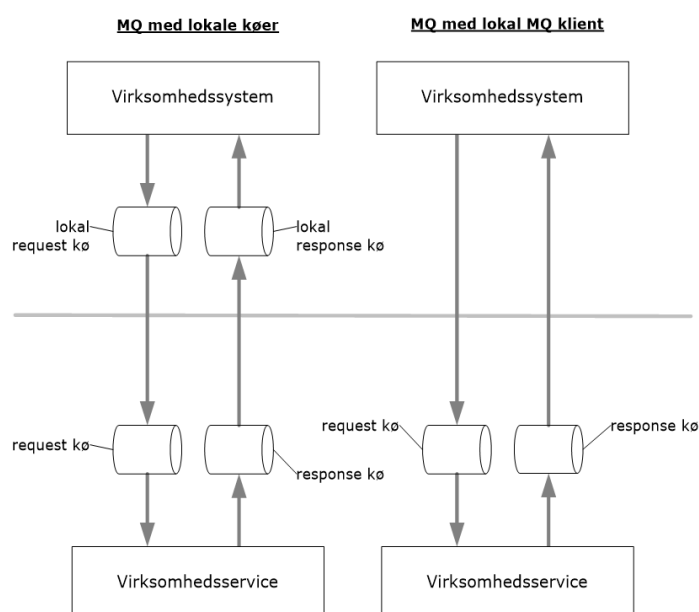 MQ med lokale køer
MQ med lokal MQ klient
Virksomhedssystem
Virksomhedssystem
lokal
request kø
lokal
response kø
request kø
response kø
request kø
response kø
Virksomhedsservice
Virksomhedsservice